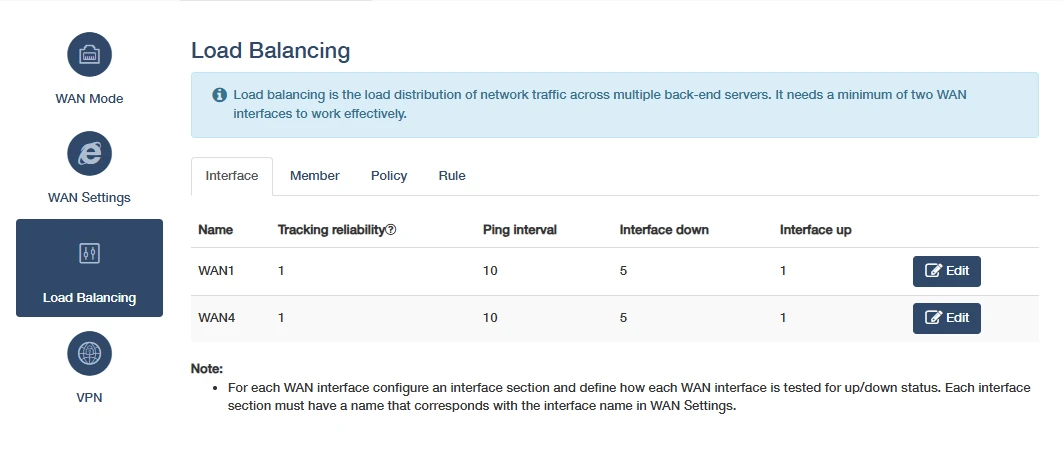 WAN Mode
WAN Settings
Load Balancing
VPN
Load Balancing
Load balancing is the load distribution of network traffic across multiple back-end servers. It needs a minimum of two WAN
interfaces to work effectively.
Interface Member Policy Rule
Name Tracking reliability? Ping interval Interface down Interface up
WAN1 1 10 5 1 Edit
WAN4 1 10 5 1 Edit
Note:
• For each WAN interface configure an interface section and define how each WAN interface is tested for up/down status. Each interface
section must have a name that corresponds with the interface name in WAN Settings.